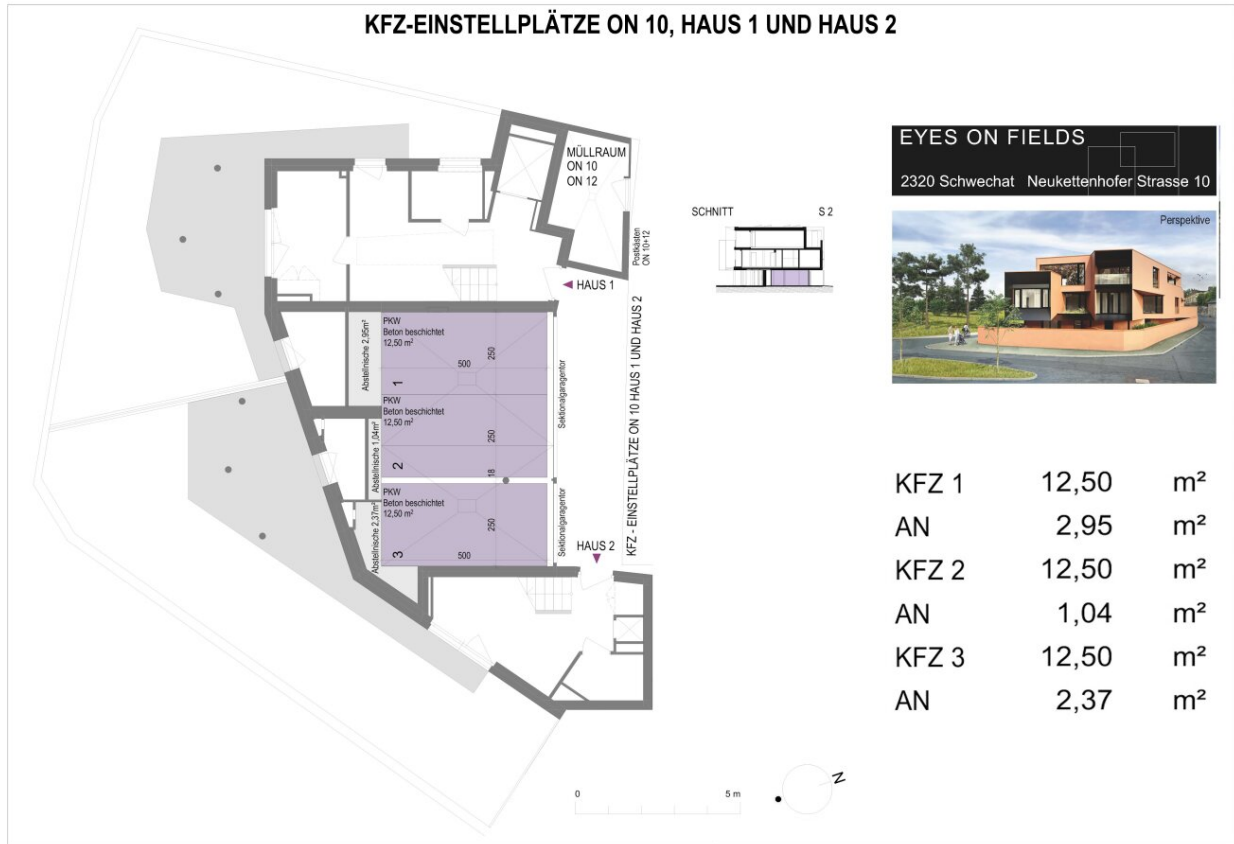 KFZ-EINSTELLPLÄTZE ON 10, HAUS 1 UND HAUS 2
MÜLLRAUM
ON 10
ON 12
Postkästen
ON 10+12
HAUS 1
KFZ - EINSTELLPLÄTZE ON 10 HAUS 1 UND HAUS 2
Abstellnische 2,95m²
PKW
Beton beschichtet
12,50 m²
250
500
1
Sektionalgaragentor
Abstellnische 1,04m²
PKW
Beton beschichtet
12,50 m²
250
2
18
Abstellnische 2,37m²
PKW
Beton beschichtet
12,50 m²
250
500
3
Sektionalgaragentor
HAUS 2
0
5 m
N
SCHNITT
S 2
EYES ON FIELDS
2320 Schwechat Neukettenhofer Strasse 10
Perspektive
KFZ 1 12,50 m²
AN 2,95 m²
KFZ 2 12,50 m²
AN 1,04 m²
KFZ 3 12,50 m²
AN 2,37 m²